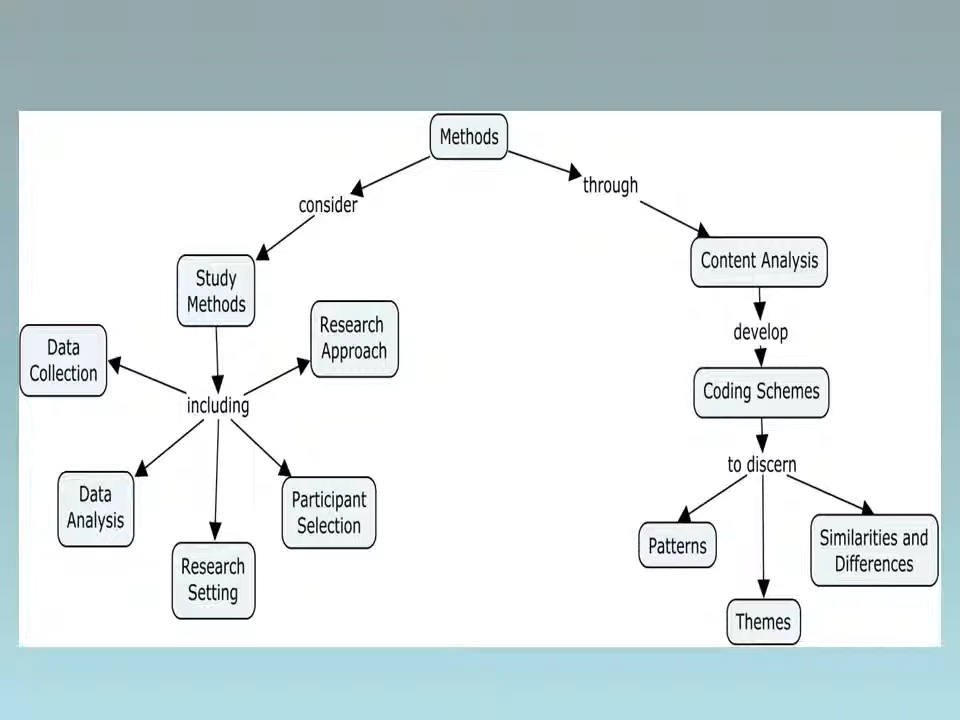 Methods
through
consider
Content Analysis
Study
Methods
Research
Approach
develop
Data
Collection
Coding Schemes
including
to discern
Data
Analysis
Participant
Selection
Patterns
Similarities and
Differences
Research
Setting
Themes